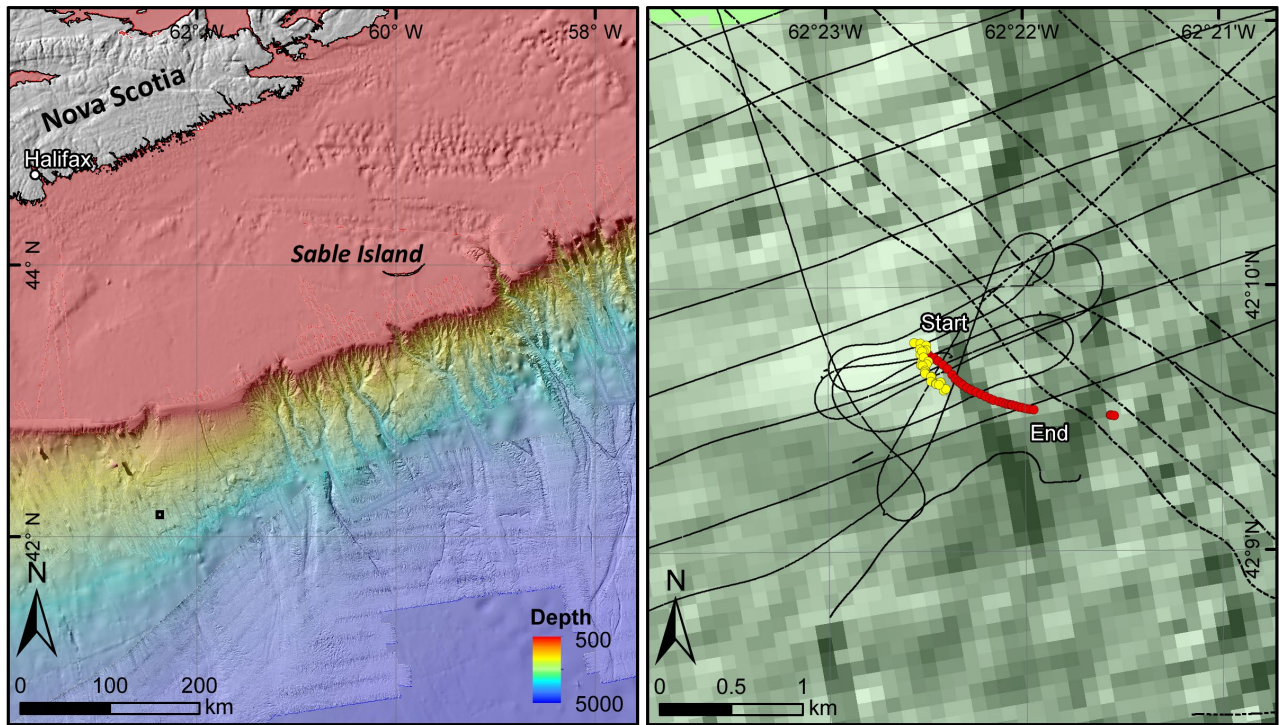 62° W
60° W
58° W
Nova Scotia
Halifax
Sable Island
44° N
42° N
N
Depth
500
5000
0 100 200
km
62°23'W
62°22'W
62°21'W
42°10'N
Start
End
42°9'N
N
0 0.5 1
km